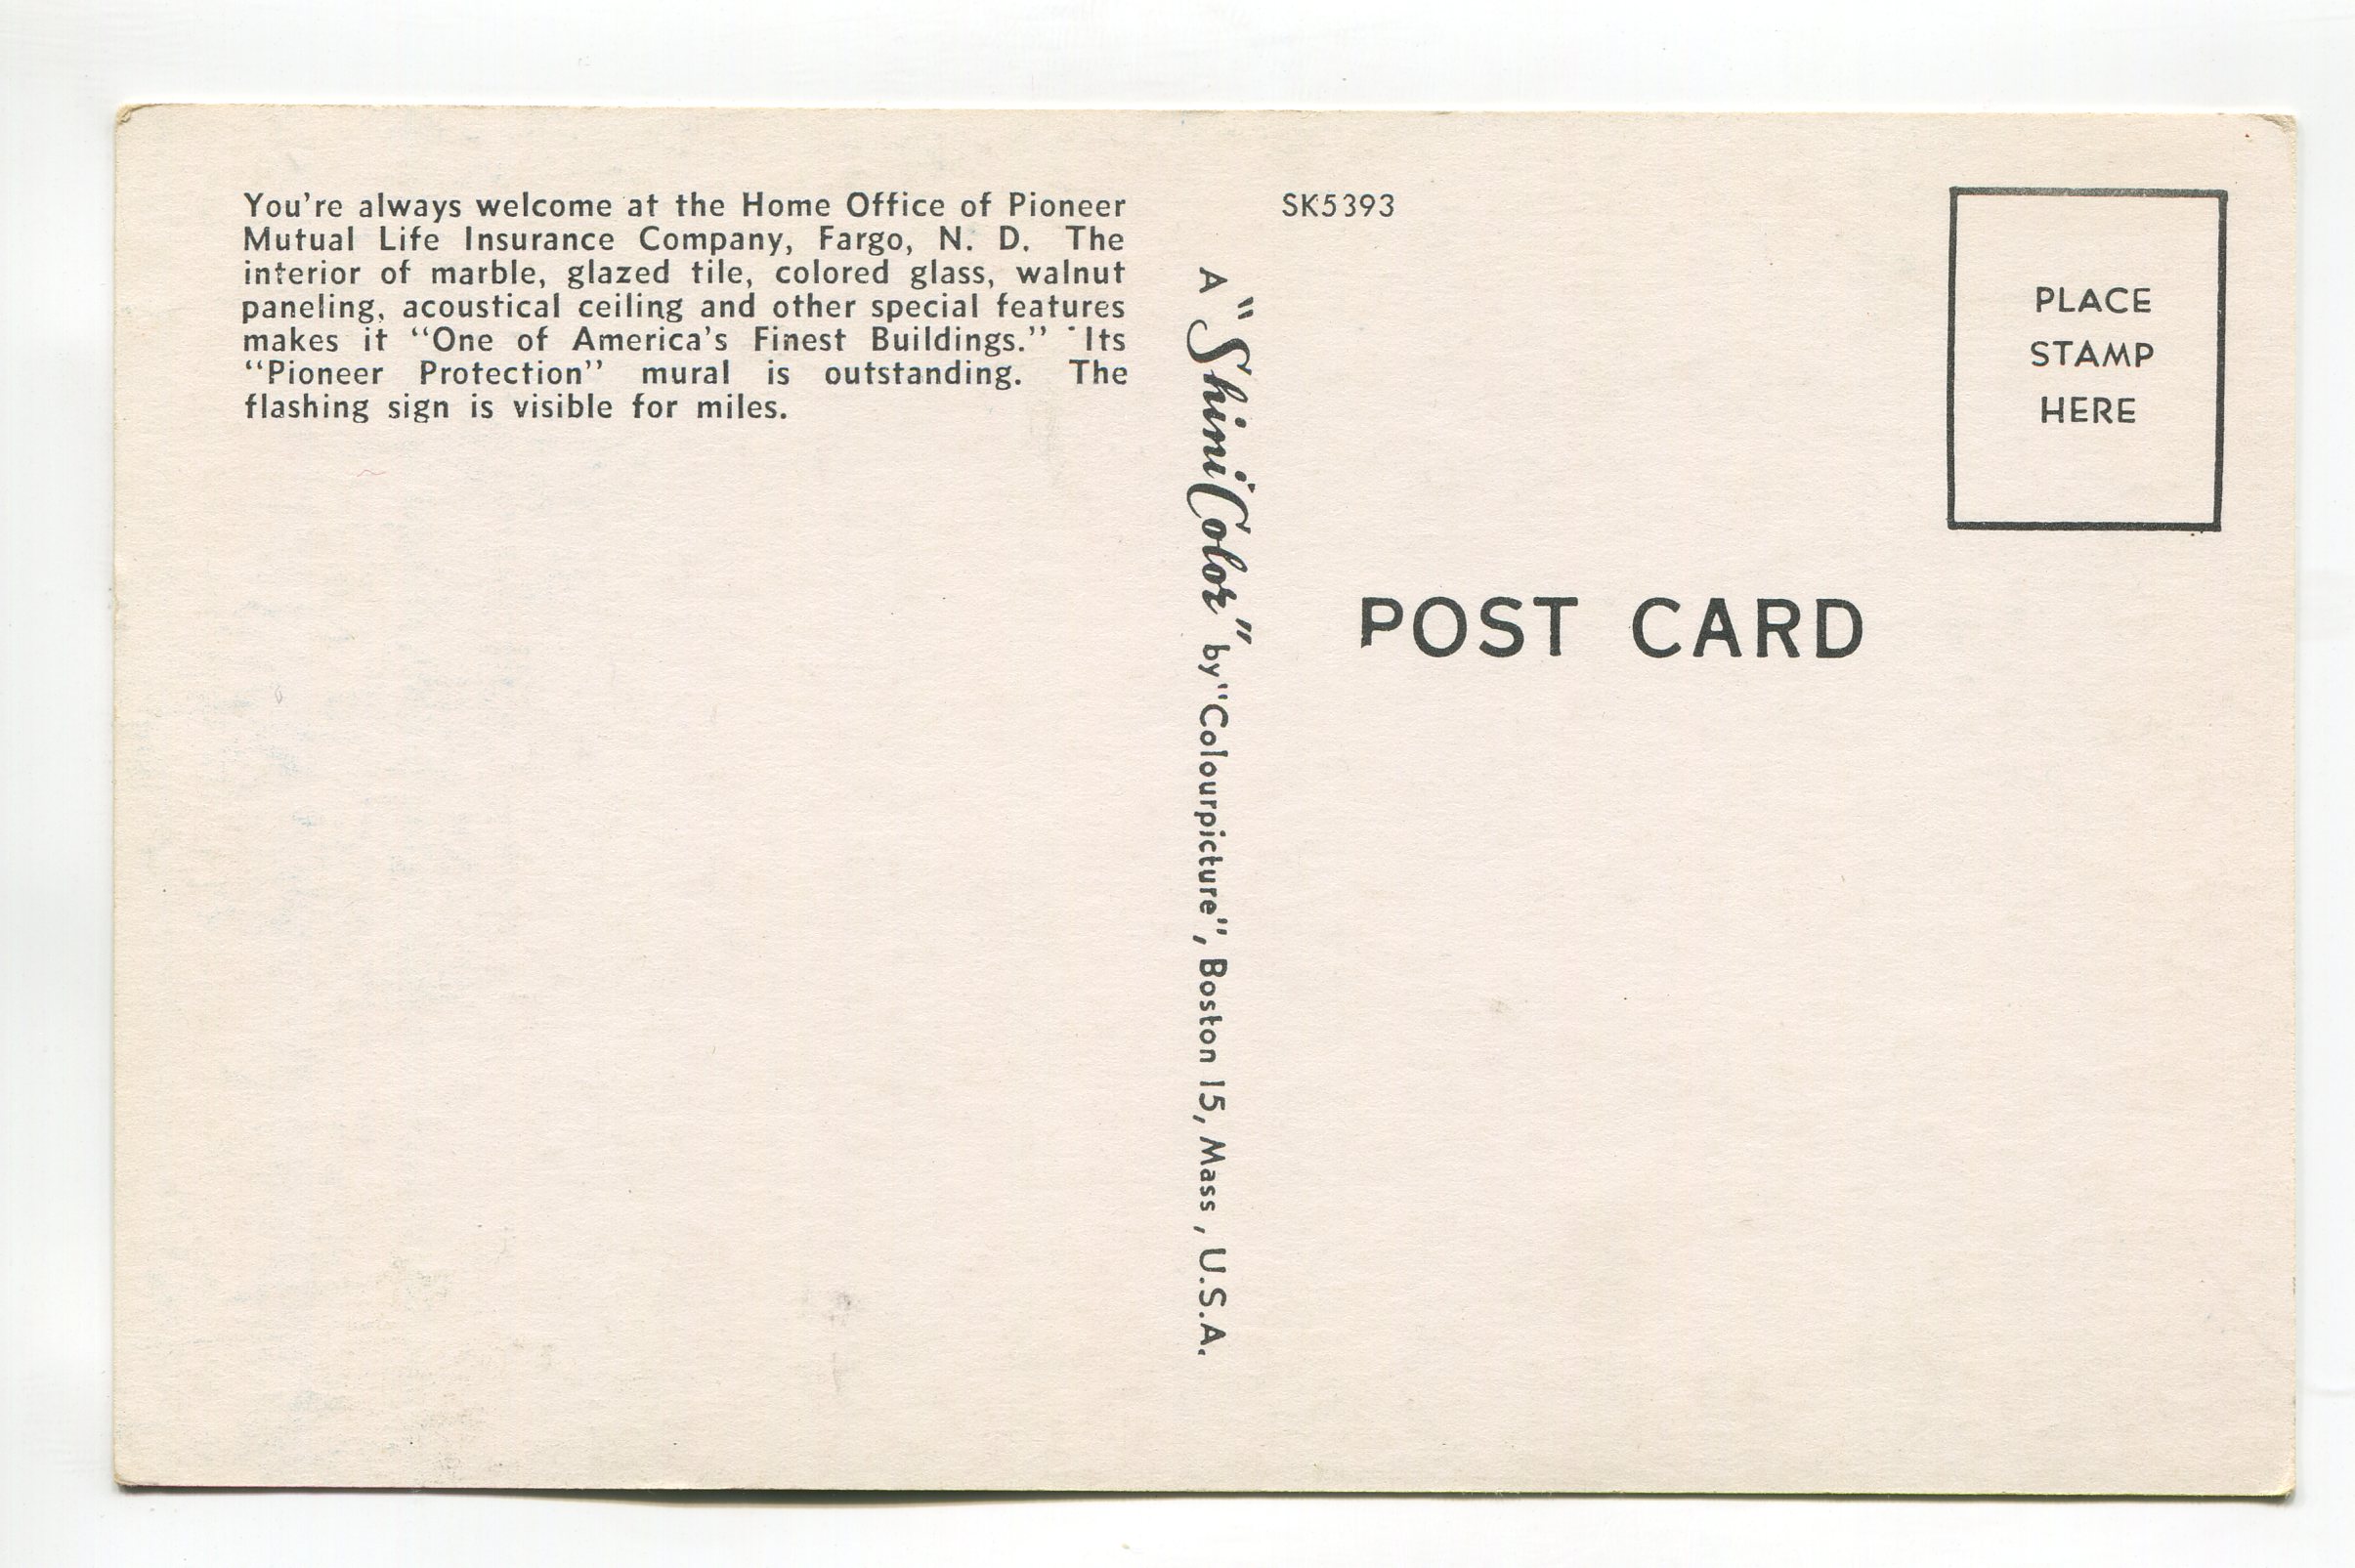 You're always welcome at the Home Office of Pioneer
Mutual Life Insurance Company, Fargo, N. D. The
interior of marble, glazed tile, colored glass, walnut
paneling, acoustical ceiling and other special features
makes it "One of America's Finest Buildings." Its
"Pioneer Protection" mural is outstanding. The
flashing sign is visible for miles.
A "ShiniColor" by "Colourpicture", Boston 15, Mass., U.S.A.
SK5393
PLACE
STAMP
HERE
POST CARD